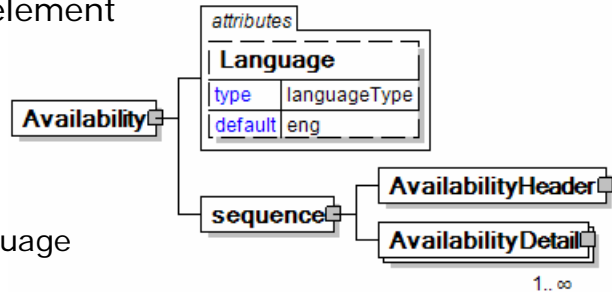 element
attributes
Language
type languageType
default eng
Availability
AvailabilityHeader
sequence
AvailabilityDetail
uage
1.. ∞